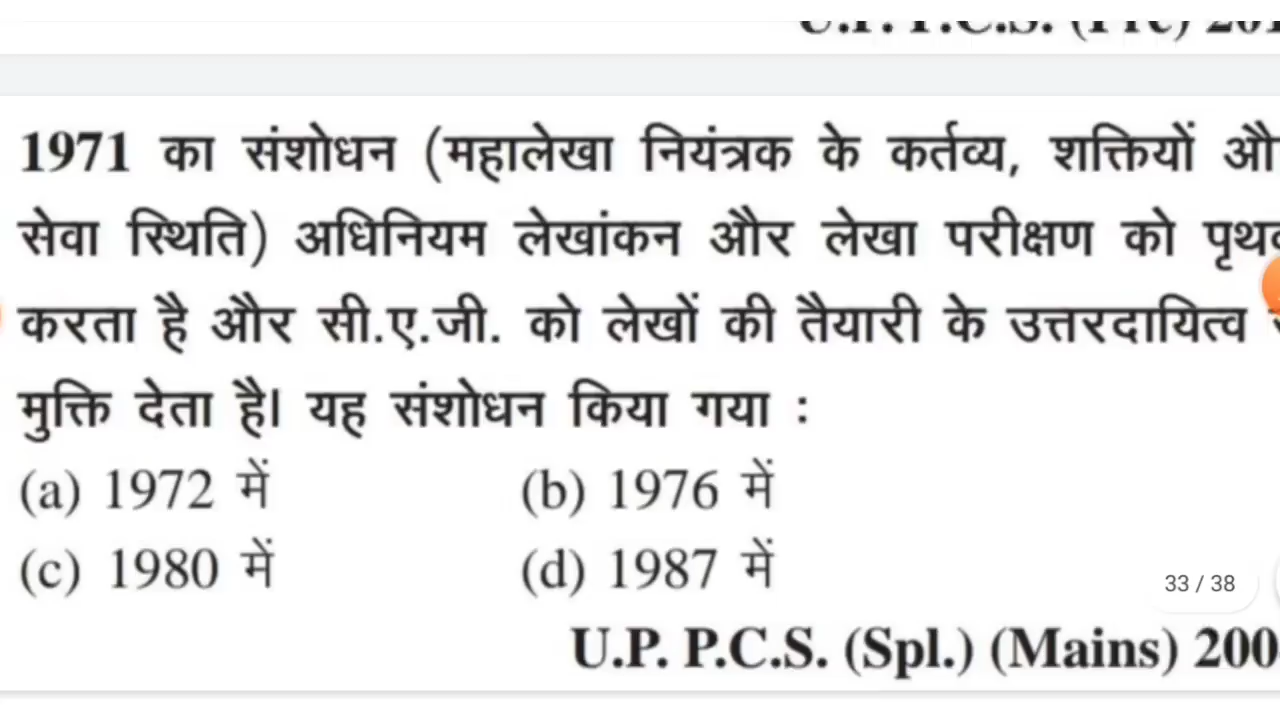 1971 का संशोधन (महालेखा नियंत्रक के कर्तव्य, शक्तियों
सेवा स्थिति) अधिनियम लेखांकन और लेखा परीक्षण को
करता है और सी.ए.जी. को लेखों की तैयारी के उत्तरदायित्व
मुक्ति देता है। यह संशोधन किया गया :
(a) 1972 में (b) 1976 में
(c) 1980 में (d) 1987 में
33 / 38
U.P. P.C.S. (Spl.) (Mains)